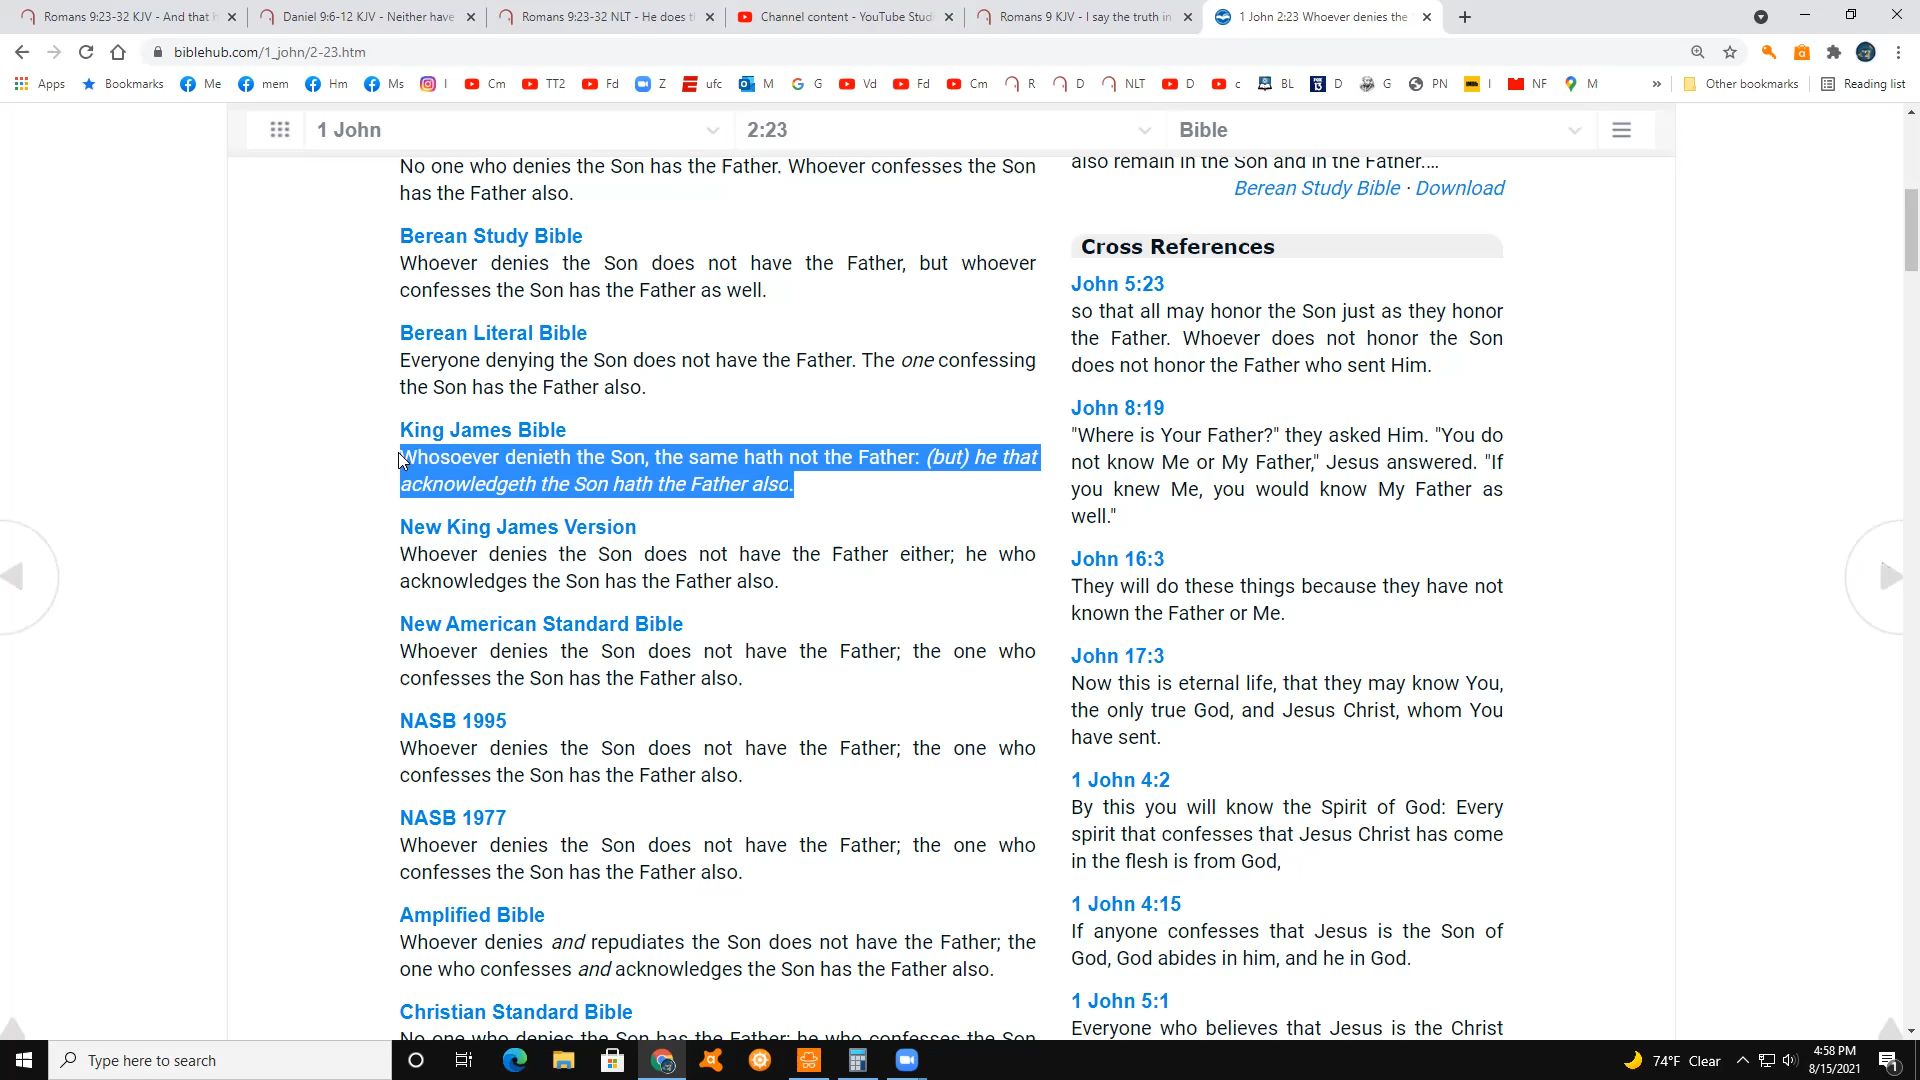 Romans 9:23-32 KJV - And that h
Daniel 9:6-12 KJV - Neither have
Romans 9:23-32 NLT - He does t
Channel content - YouTube Stud
Romans 9 KJV - I say the truth in
1 John 2:23 Whoever denies the
biblehub.com/1_john/2-23.htm
Apps Bookmarks Me mem Hm Ms I Cm TT2 Fd Z ufc M G Vd Fd Cm R D NLT D c BL D G PN I NF M » Other bookmarks Reading list
1 John 2:23 Bible
No one who denies the Son has the Father. Whoever confesses the Son
has the Father also.
Berean Study Bible
Whoever denies the Son does not have the Father, but whoever
confesses the Son has the Father as well.
Berean Literal Bible
Everyone denying the Son does not have the Father. The one confessing
the Son has the Father also.
King James Bible
Whosoever denieth the Son, the same hath not the Father: (but) he that
acknowledgeth the Son hath the Father also.
New King James Version
Whoever denies the Son does not have the Father either; he who
acknowledges the Son has the Father also.
New American Standard Bible
Whoever denies the Son does not have the Father; the one who
confesses the Son has the Father also.
NASB 1995
Whoever denies the Son does not have the Father; the one who
confesses the Son has the Father also.
NASB 1977
Whoever denies the Son does not have the Father; the one who
confesses the Son has the Father also.
Amplified Bible
Whoever denies and repudiates the Son does not have the Father; the
one who confesses and acknowledges the Son has the Father also.
Christian Standard Bible
No one who denies the Son has the Father; he who confesses the Son
also remain in the Son and in the Father.…
Berean Study Bible · Download
Cross References
John 5:23
so that all may honor the Son just as they honor
the Father. Whoever does not honor the Son
does not honor the Father who sent Him.
John 8:19
"Where is Your Father?" they asked Him. "You do
not know Me or My Father," Jesus answered. "If
you knew Me, you would know My Father as
well."
John 16:3
They will do these things because they have not
known the Father or Me.
John 17:3
Now this is eternal life, that they may know You,
the only true God, and Jesus Christ, whom You
have sent.
1 John 4:2
By this you will know the Spirit of God: Every
spirit that confesses that Jesus Christ has come
in the flesh is from God,
1 John 4:15
If anyone confesses that Jesus is the Son of
God, God abides in him, and he in God.
1 John 5:1
Everyone who believes that Jesus is the Christ
Type here to search
74°F Clear
4:58 PM
8/15/2021
1